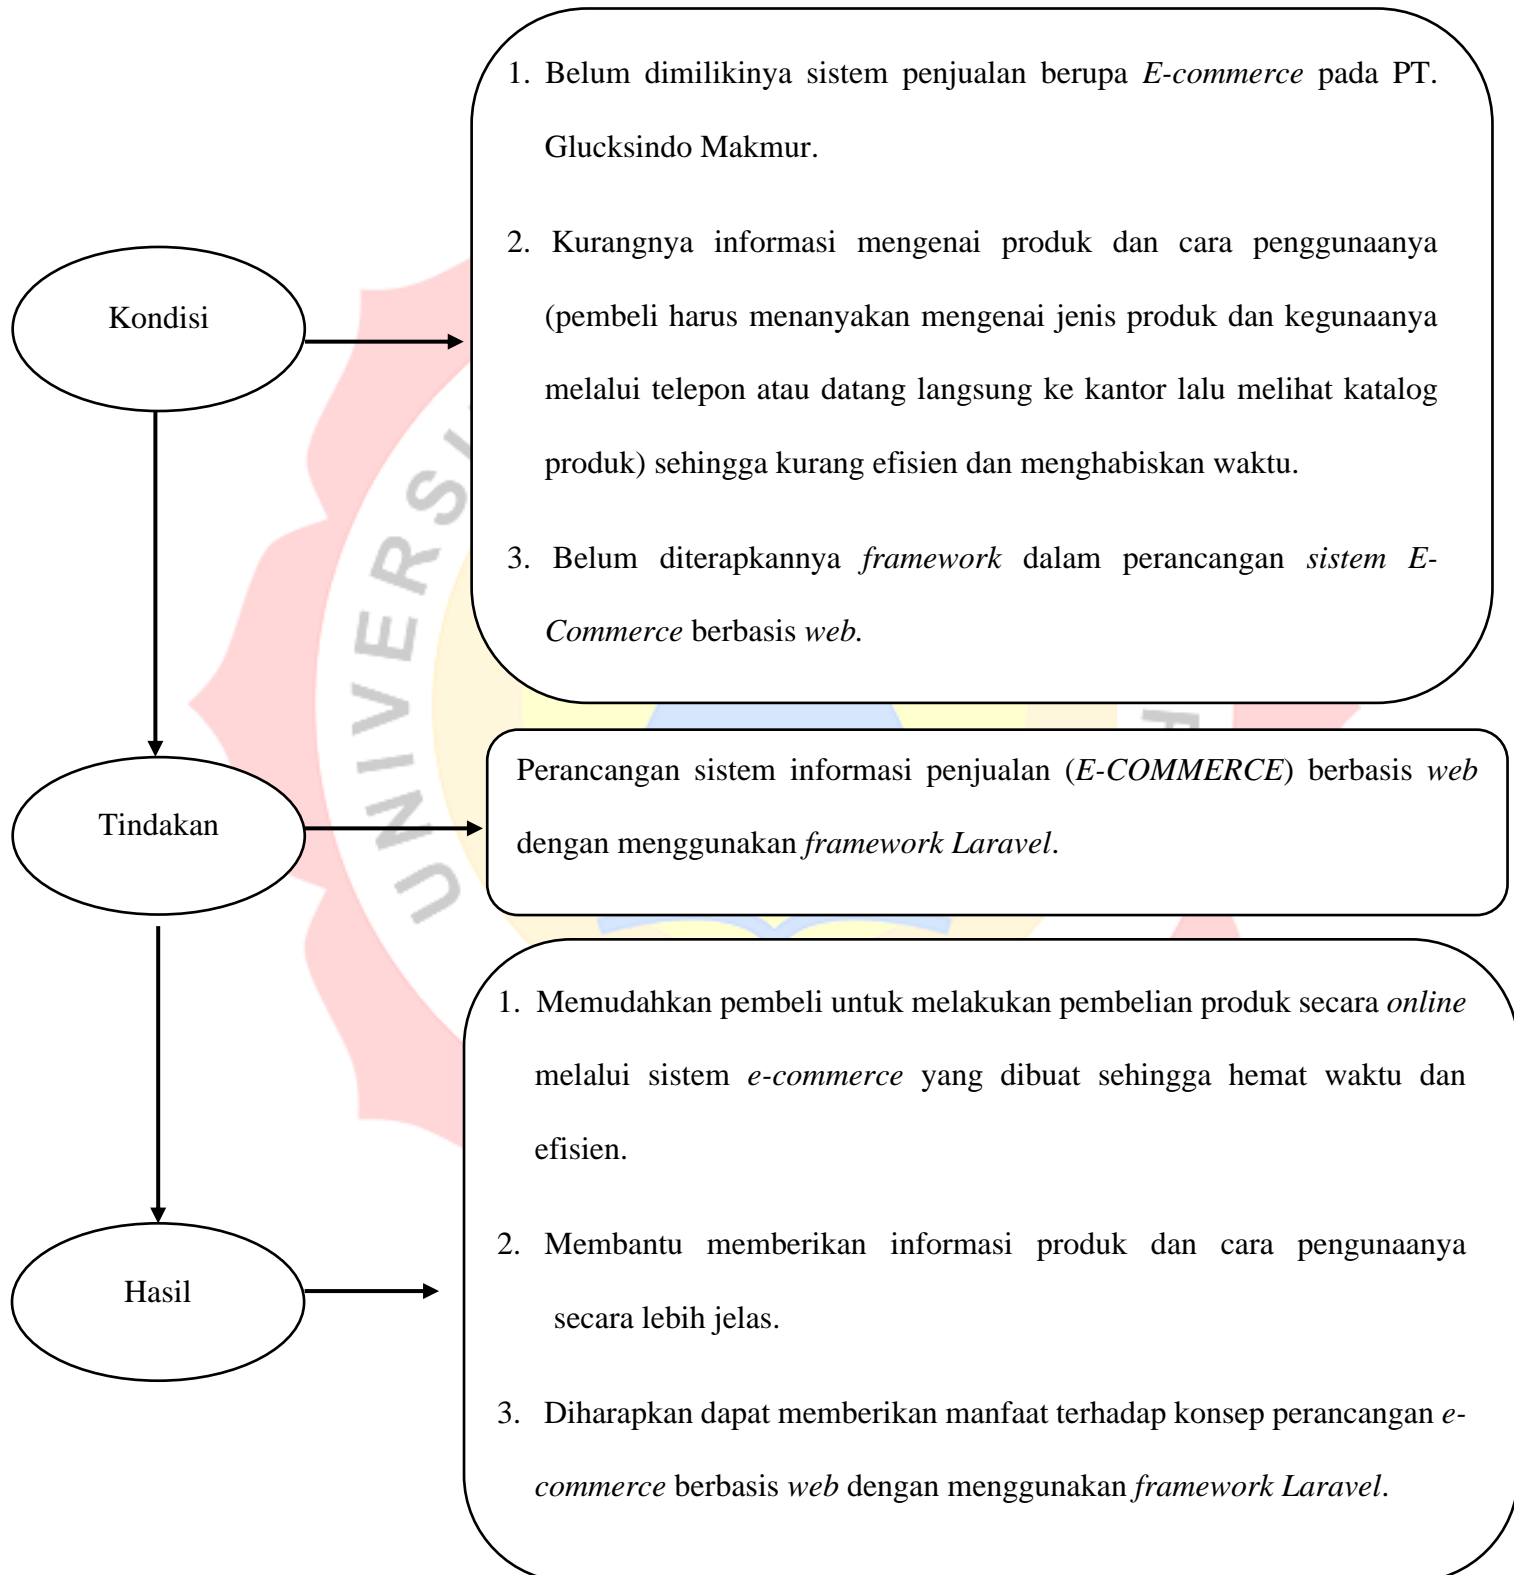 1. Belum dimilikinya sistem penjualan berupa E-commerce pada PT.
Glucksindo Makmur.
2. Kurangnya informasi mengenai produk dan cara penggunaanya
(pembeli harus menanyakan mengenai jenis produk dan kegunaanya
melalui telepon atau datang langsung ke kantor lalu melihat katalog
produk) sehingga kurang efisien dan menghabiskan waktu.
3. Belum diterapkannya framework dalam perancangan sistem E-
Commerce berbasis web.
Kondisi
Tindakan
Perancangan sistem informasi penjualan (E-COMMERCE) berbasis web
dengan menggunakan framework Laravel.
Hasil
1. Memudahkan pembeli untuk melakukan pembelian produk secara online
melalui sistem e-commerce yang dibuat sehingga hemat waktu dan
efisien.
2. Membantu memberikan informasi produk dan cara pengunaanya
secara lebih jelas.
3. Diharapkan dapat memberikan manfaat terhadap konsep perancangan e-
commerce berbasis web dengan menggunakan framework Laravel.